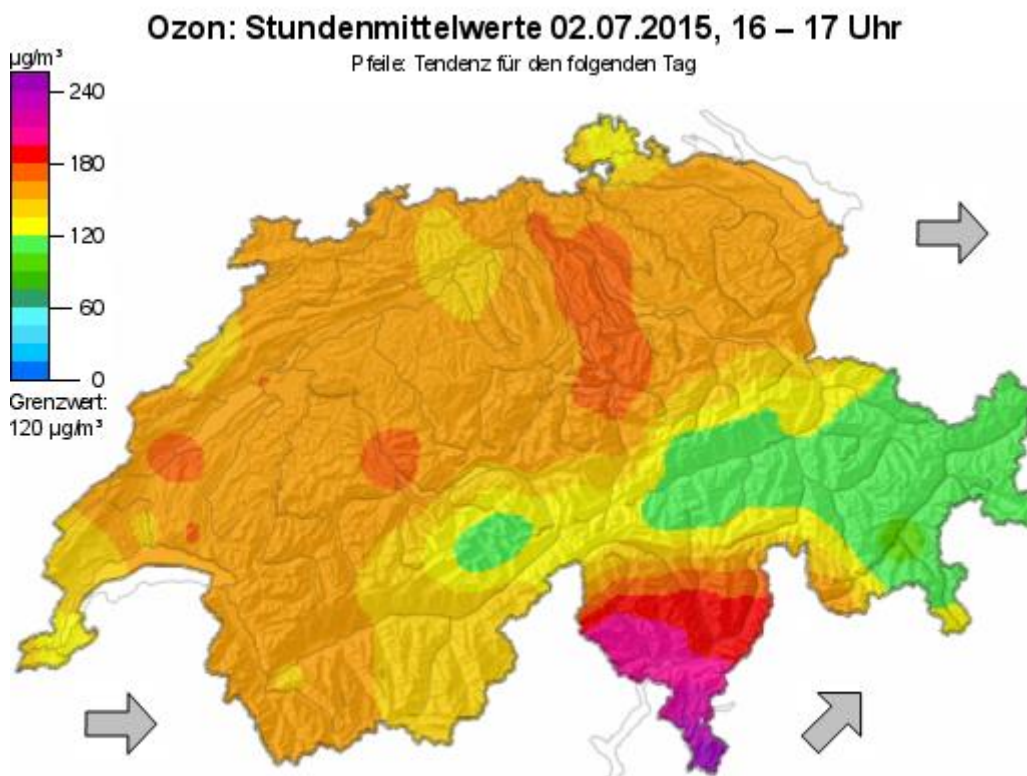 Ozon: Stundenmittelwerte 02.07.2015, 16 – 17 Uhr
Pfeile: Tendenz für den folgenden Tag
µg/m³
240
180
120
60
0
Grenzwert:
120 µg/m³